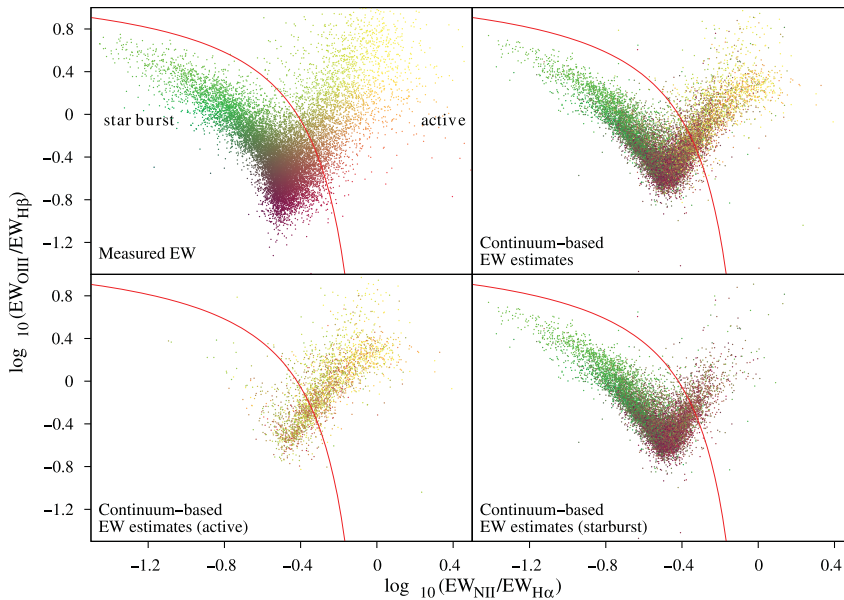 0.8
0.4
0
−0.4
−0.8
−1.2
star burst
active
Measured EW
Continuum−based
EW estimates
0.8
0.4
0
−0.4
−0.8
−1.2
Continuum−based
EW estimates (active)
Continuum−based
EW estimates (starburst)
−1.2 −0.8 −0.4 0 0.4
−1.2 −0.8 −0.4 0 0.4
log 10(EWOIII/EWHβ)
log 10(EWNII/EWHα)